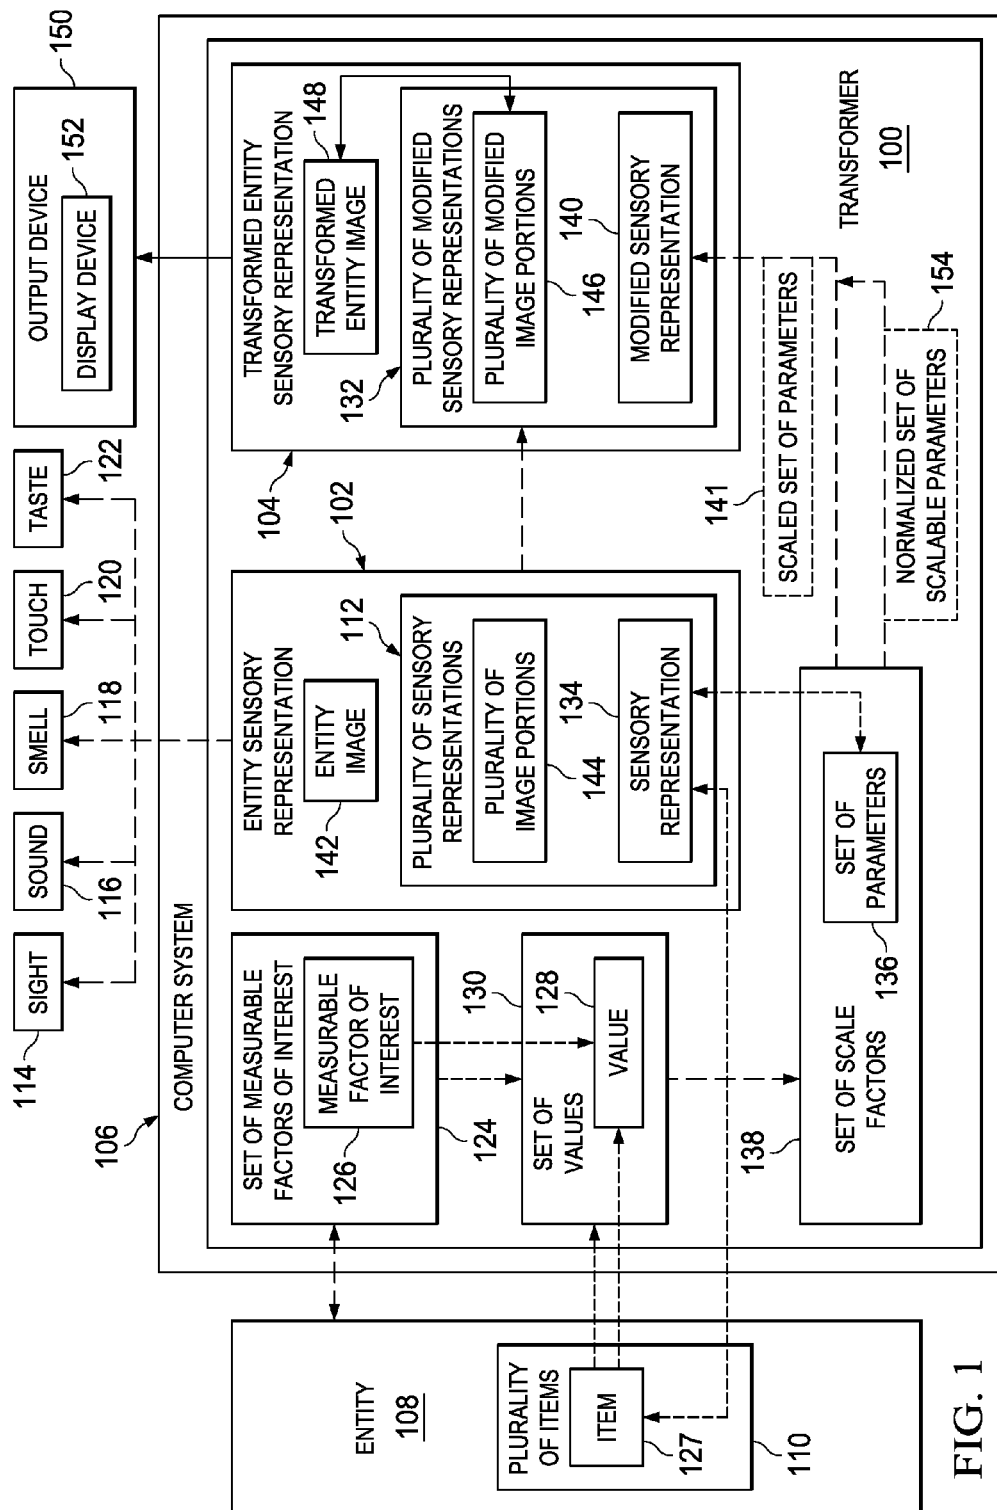 114
SIGHT
SOUND
116
SMELL
118
TOUCH
120
TASTE
122
OUTPUT DEVICE
150
DISPLAY DEVICE
152
106
COMPUTER SYSTEM
SET OF MEASURABLE
FACTORS OF INTEREST
MEASURABLE
FACTOR OF
INTEREST
126
124
ENTITY SENSORY
REPRESENTATION
102
ENTITY
IMAGE
142
PLURALITY OF SENSORY
REPRESENTATIONS
112
PLURALITY OF
IMAGE PORTIONS
144
134
SENSORY
REPRESENTATION
104
TRANSFORMED ENTITY
SENSORY REPRESENTATION
TRANSFORMED
ENTITY IMAGE
148
132
PLURALITY OF MODIFIED
SENSORY REPRESENTATIONS
PLURALITY OF MODIFIED
IMAGE PORTIONS
146
140
MODIFIED SENSORY
REPRESENTATION
ENTITY
108
PLURALITY
OF ITEMS
ITEM
127
110
130
SET OF
VALUES
128
VALUE
141
SCALED SET OF PARAMETERS
TRANSFORMER
100
138
SET OF SCALE
FACTORS
SET OF
PARAMETERS
136
NORMALIZED SET OF
SCALABLE PARAMETERS
154
FIG. 1